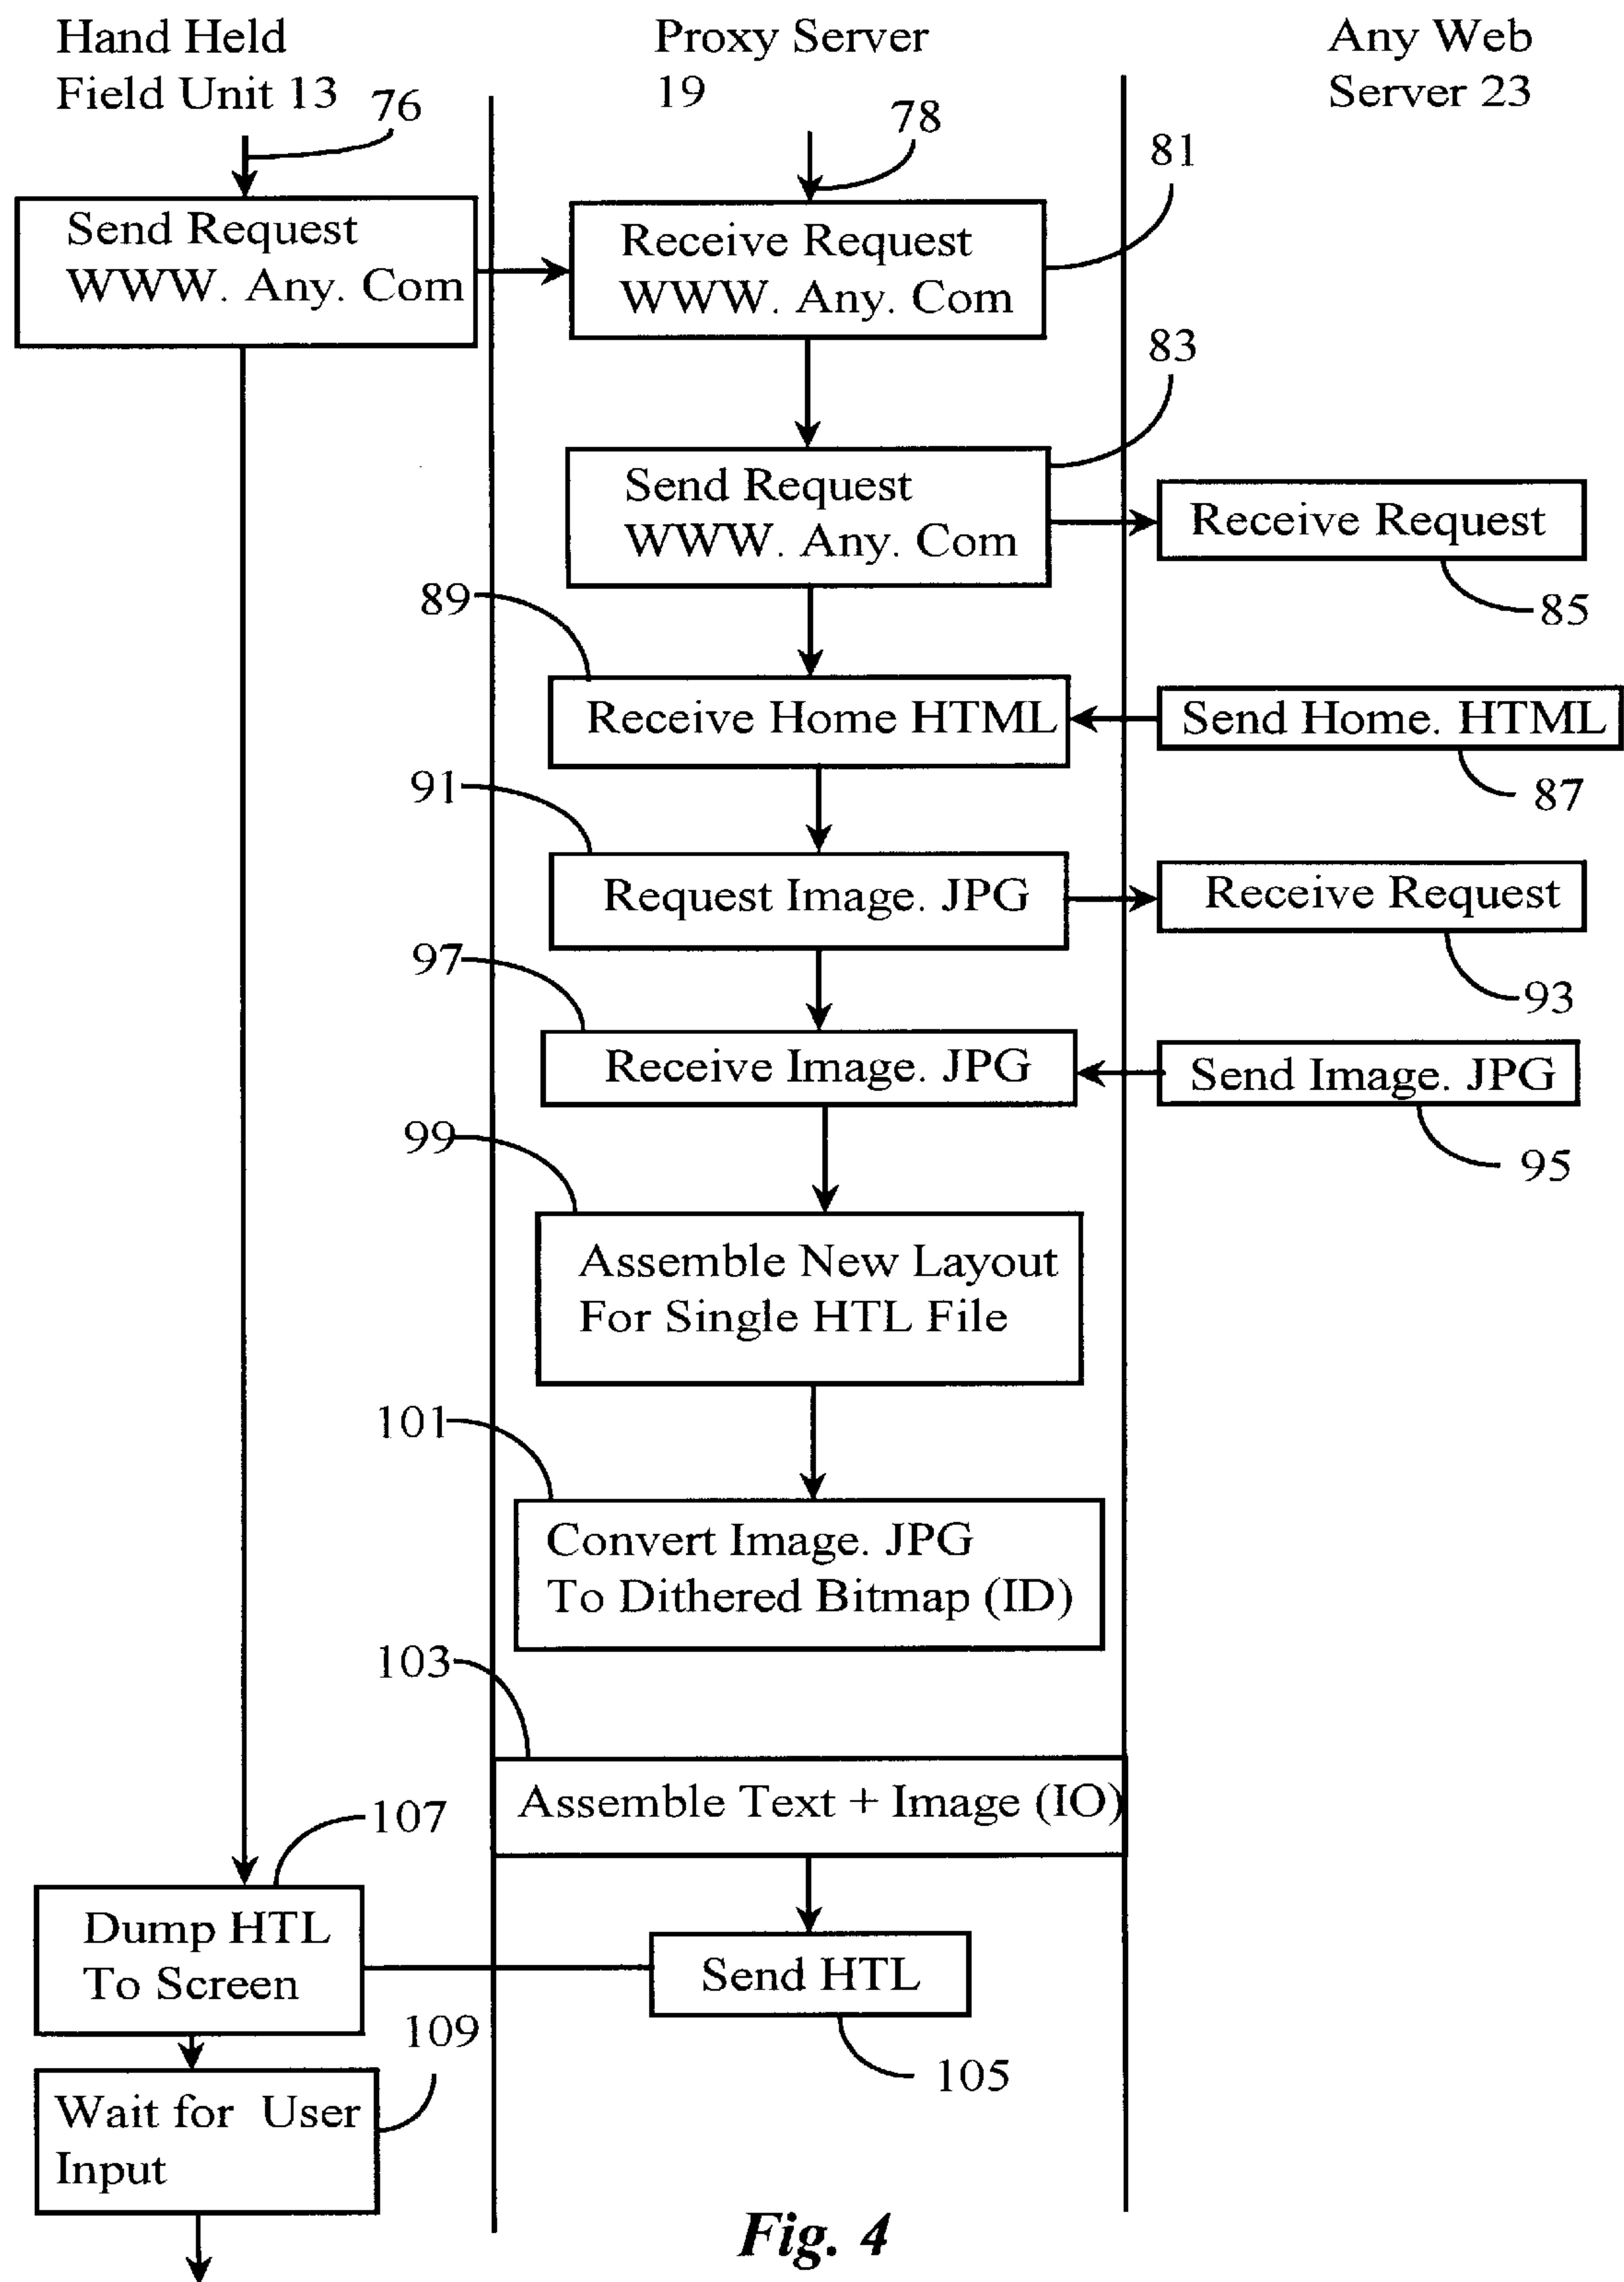 Hand Held
Field Unit 13
76
Proxy Server
19
78
Any Web
Server 23
81
Send Request
WWW. Any. Com
Receive Request
WWW. Any. Com
83
Send Request
WWW. Any. Com
Receive Request
85
89
Receive Home HTML
Send Home. HTML
87
91
Request Image. JPG
Receive Request
93
97
Receive Image. JPG
Send Image. JPG
95
99
Assemble New Layout
For Single HTL File
101
Convert Image. JPG
To Dithered Bitmap (ID)
103
Assemble Text + Image (IO)
107
Dump HTL
To Screen
Send HTL
105
109
Wait for User
Input
Fig. 4